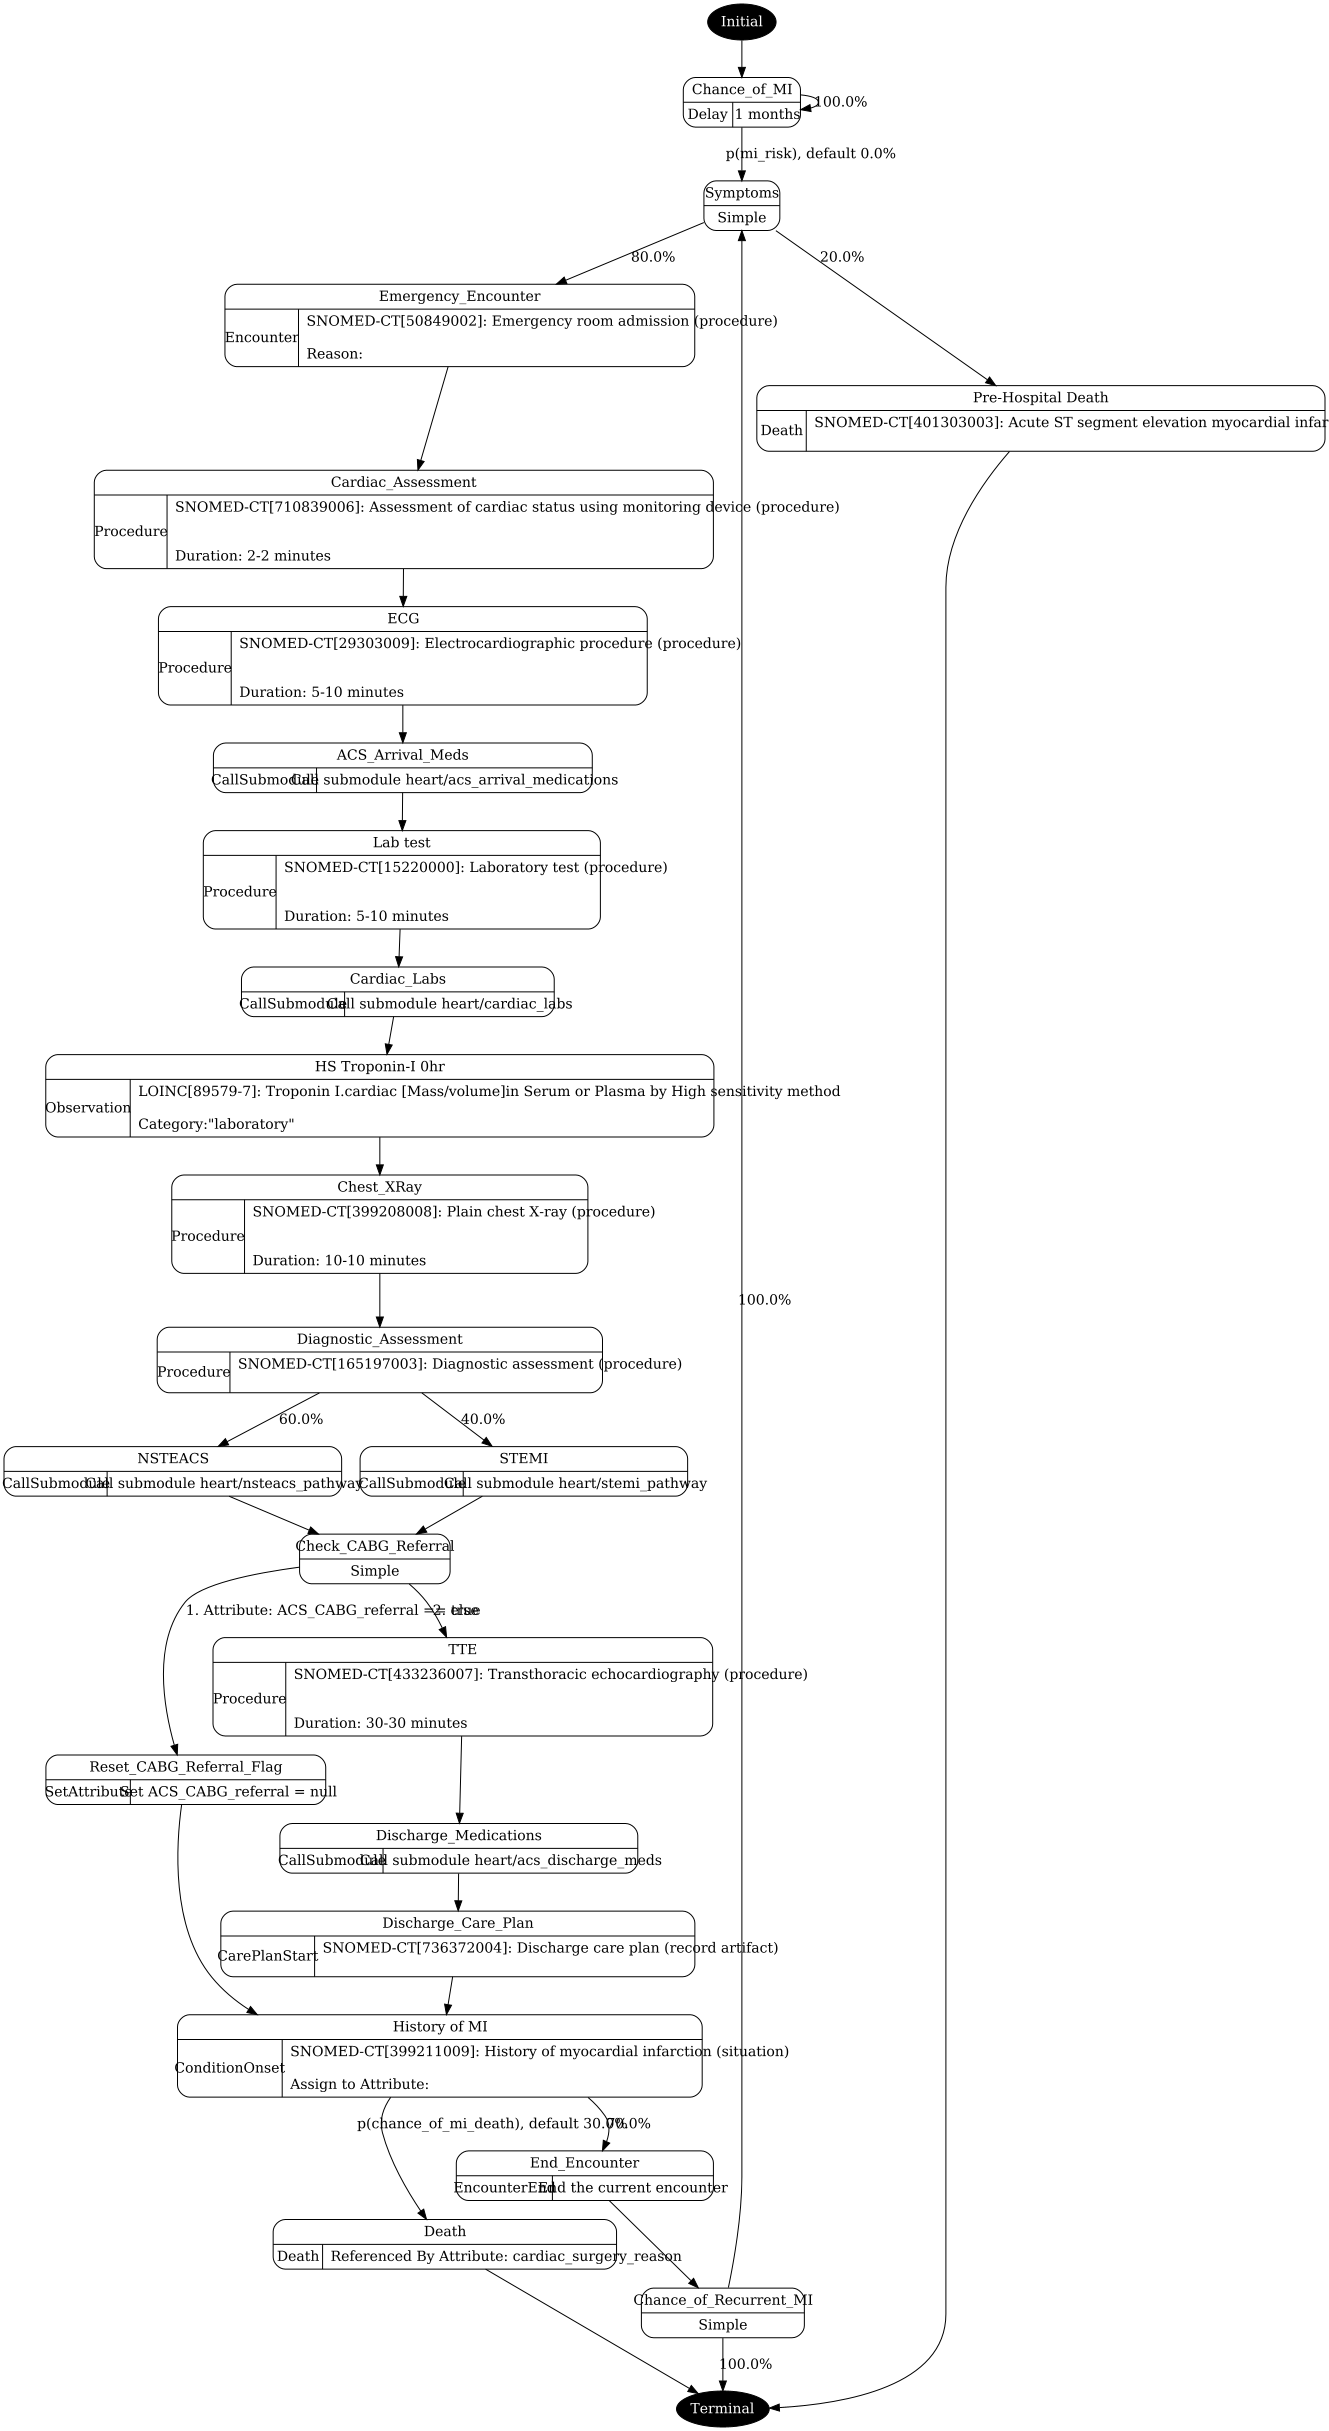 Initial
Chance_of_MI
Delay 1 months
100.0%
p(mi_risk), default 0.0%
Symptoms
Simple
80.0%
20.0%
Emergency_Encounter
Encounter
SNOMED-CT[50849002]: Emergency room admission (procedure)
Reason:
Pre-Hospital Death
Death
SNOMED-CT[401303003]: Acute ST segment elevation myocardial infar
Cardiac_Assessment
Procedure
SNOMED-CT[710839006]: Assessment of cardiac status using monitoring device (procedure)
Duration: 2-2 minutes
ECG
Procedure
SNOMED-CT[29303009]: Electrocardiographic procedure (procedure)
Duration: 5-10 minutes
ACS_Arrival_Meds
CallSubmodule Call submodule heart/acs_arrival_medications
Lab test
Procedure
SNOMED-CT[15220000]: Laboratory test (procedure)
Duration: 5-10 minutes
Cardiac_Labs
CallSubmodule Call submodule heart/cardiac_labs
HS Troponin-I 0hr
Observation
LOINC[89579-7]: Troponin I.cardiac [Mass/volume]in Serum or Plasma by High sensitivity method
Category:"laboratory"
Chest_XRay
Procedure
SNOMED-CT[399208008]: Plain chest X-ray (procedure)
Duration: 10-10 minutes
100.0%
Diagnostic_Assessment
Procedure
SNOMED-CT[165197003]: Diagnostic assessment (procedure)
60.0%
40.0%
NSTEACS
CallSubmodule Call submodule heart/nsteacs_pathway
STEMI
CallSubmodule Call submodule heart/stemi_pathway
Check_CABG_Referral
Simple
1. Attribute: ACS_CABG_referral == true
2. else
TTE
Procedure
SNOMED-CT[433236007]: Transthoracic echocardiography (procedure)
Duration: 30-30 minutes
Reset_CABG_Referral_Flag
SetAttribute Set ACS_CABG_referral = null
Discharge_Medications
CallSubmodule Call submodule heart/acs_discharge_meds
Discharge_Care_Plan
CarePlanStart
SNOMED-CT[736372004]: Discharge care plan (record artifact)
History of MI
ConditionOnset
SNOMED-CT[399211009]: History of myocardial infarction (situation)
Assign to Attribute:
p(chance_of_mi_death), default 30.0%
70.0%
End_Encounter
EncounterEnd End the current encounter
Death
Death Referenced By Attribute: cardiac_surgery_reason
Chance_of_Recurrent_MI
Simple
100.0%
Terminal